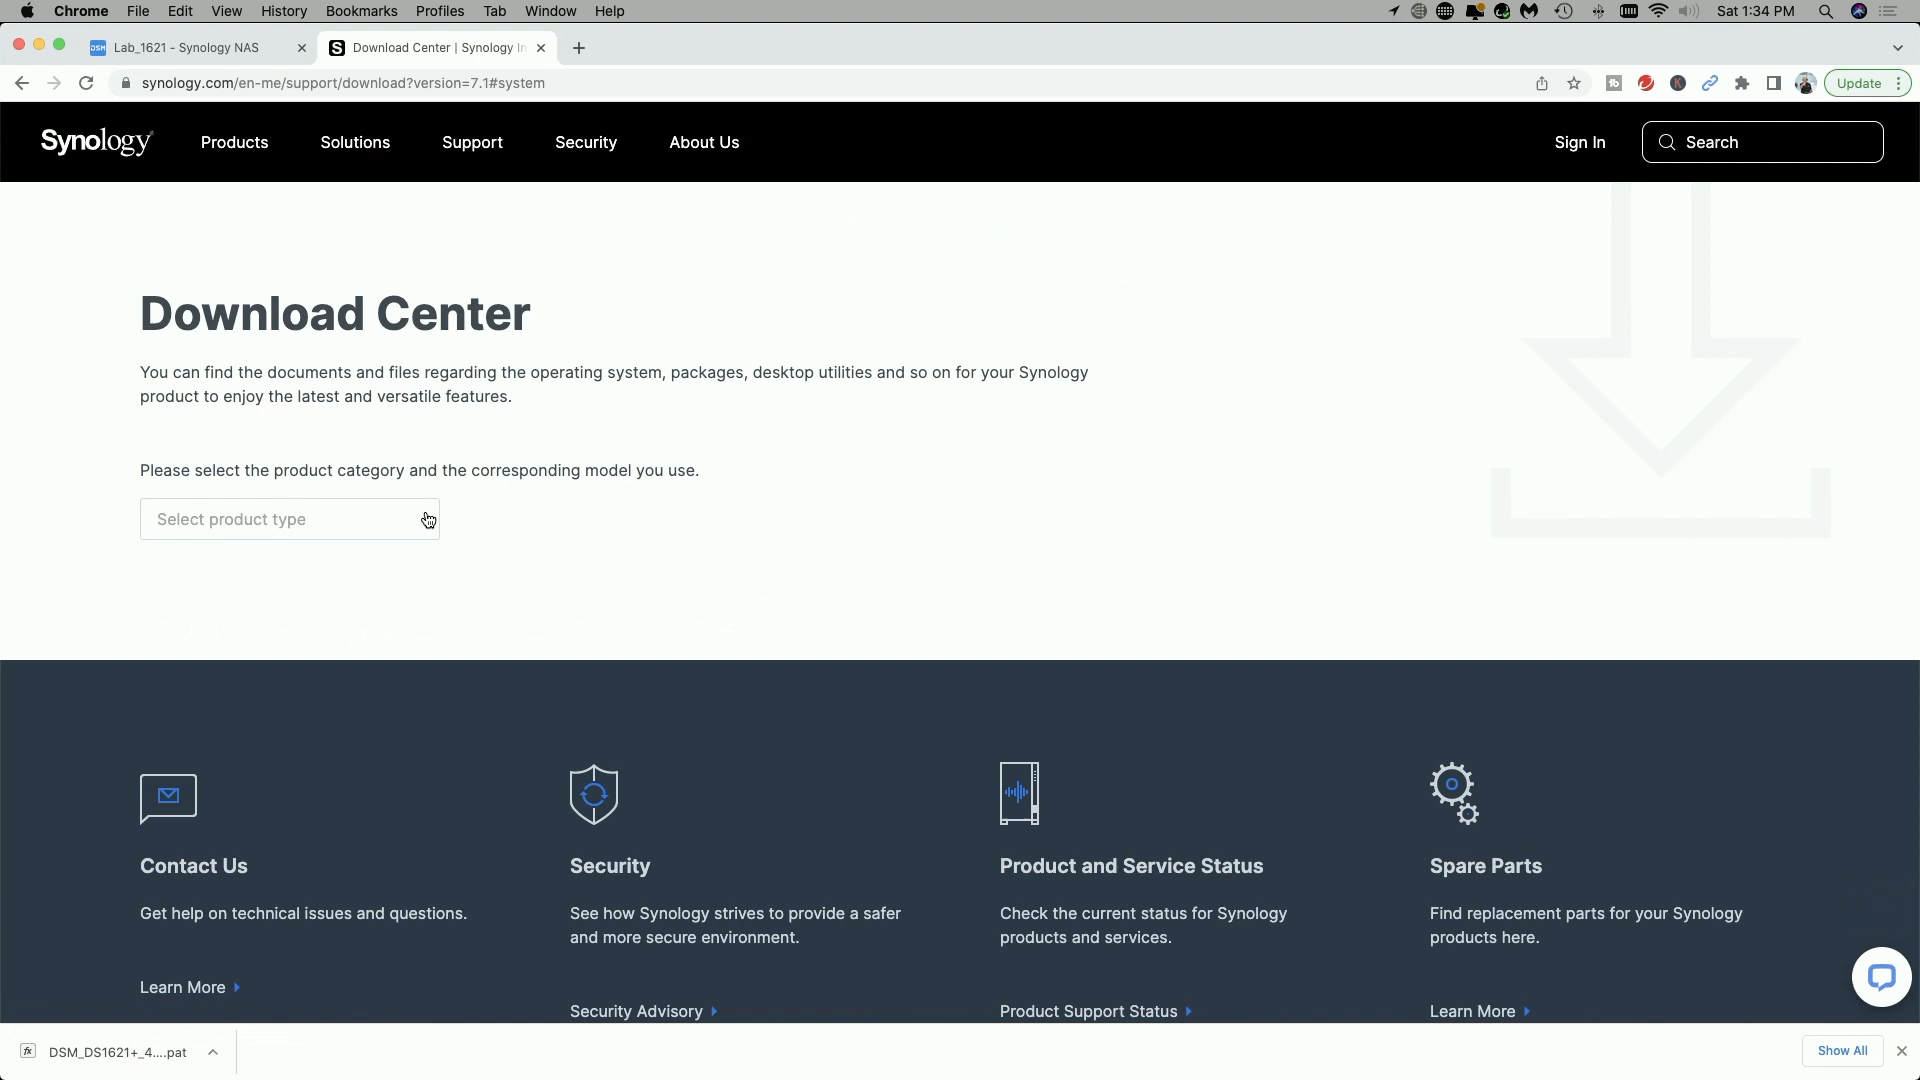 Chrome File Edit View History Bookmarks Profiles Tab Window Help Sat 1:34 PM
Lab_1621 - Synology NAS Download Center | Synology In
synology.com/en-me/support/download?version=7.1#system Update
Synology Products Solutions Support Security About Us Sign In Search
Download Center
You can find the documents and files regarding the operating system, packages, desktop utilities and so on for your Synology
product to enjoy the latest and versatile features.
Please select the product category and the corresponding model you use.
Select product type
Contact Us Security Product and Service Status Spare Parts
Get help on technical issues and questions. See how Synology strives to provide a safer Check the current status for Synology Find replacement parts for your Synology
and more secure environment. products and services. products here.
Learn More
Security Advisory Product Support Status Learn More
DSM_DS1621+_4....pat Show All